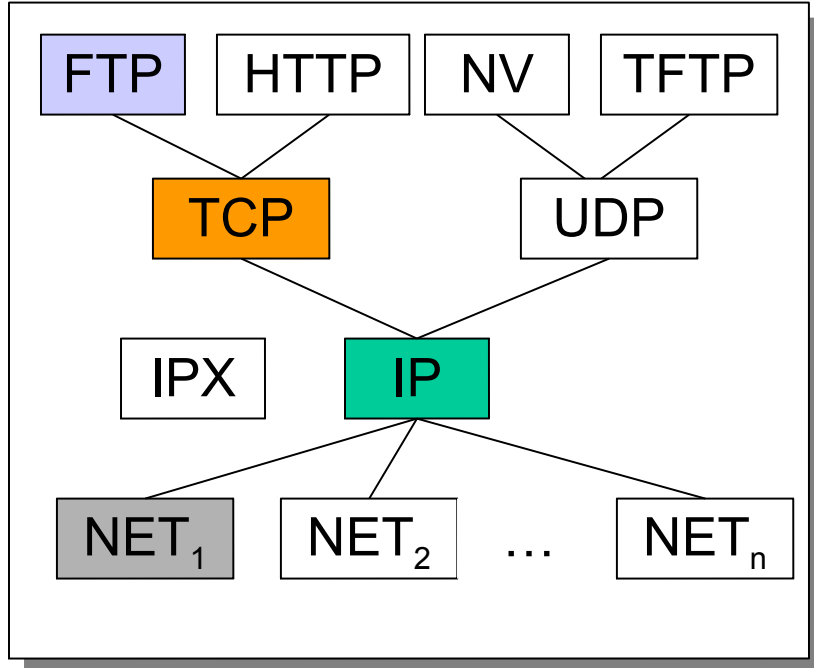 FTP HTTP NV TFTP
TCP UDP
IPX IP
NET₁ NET₂ … NETₙ